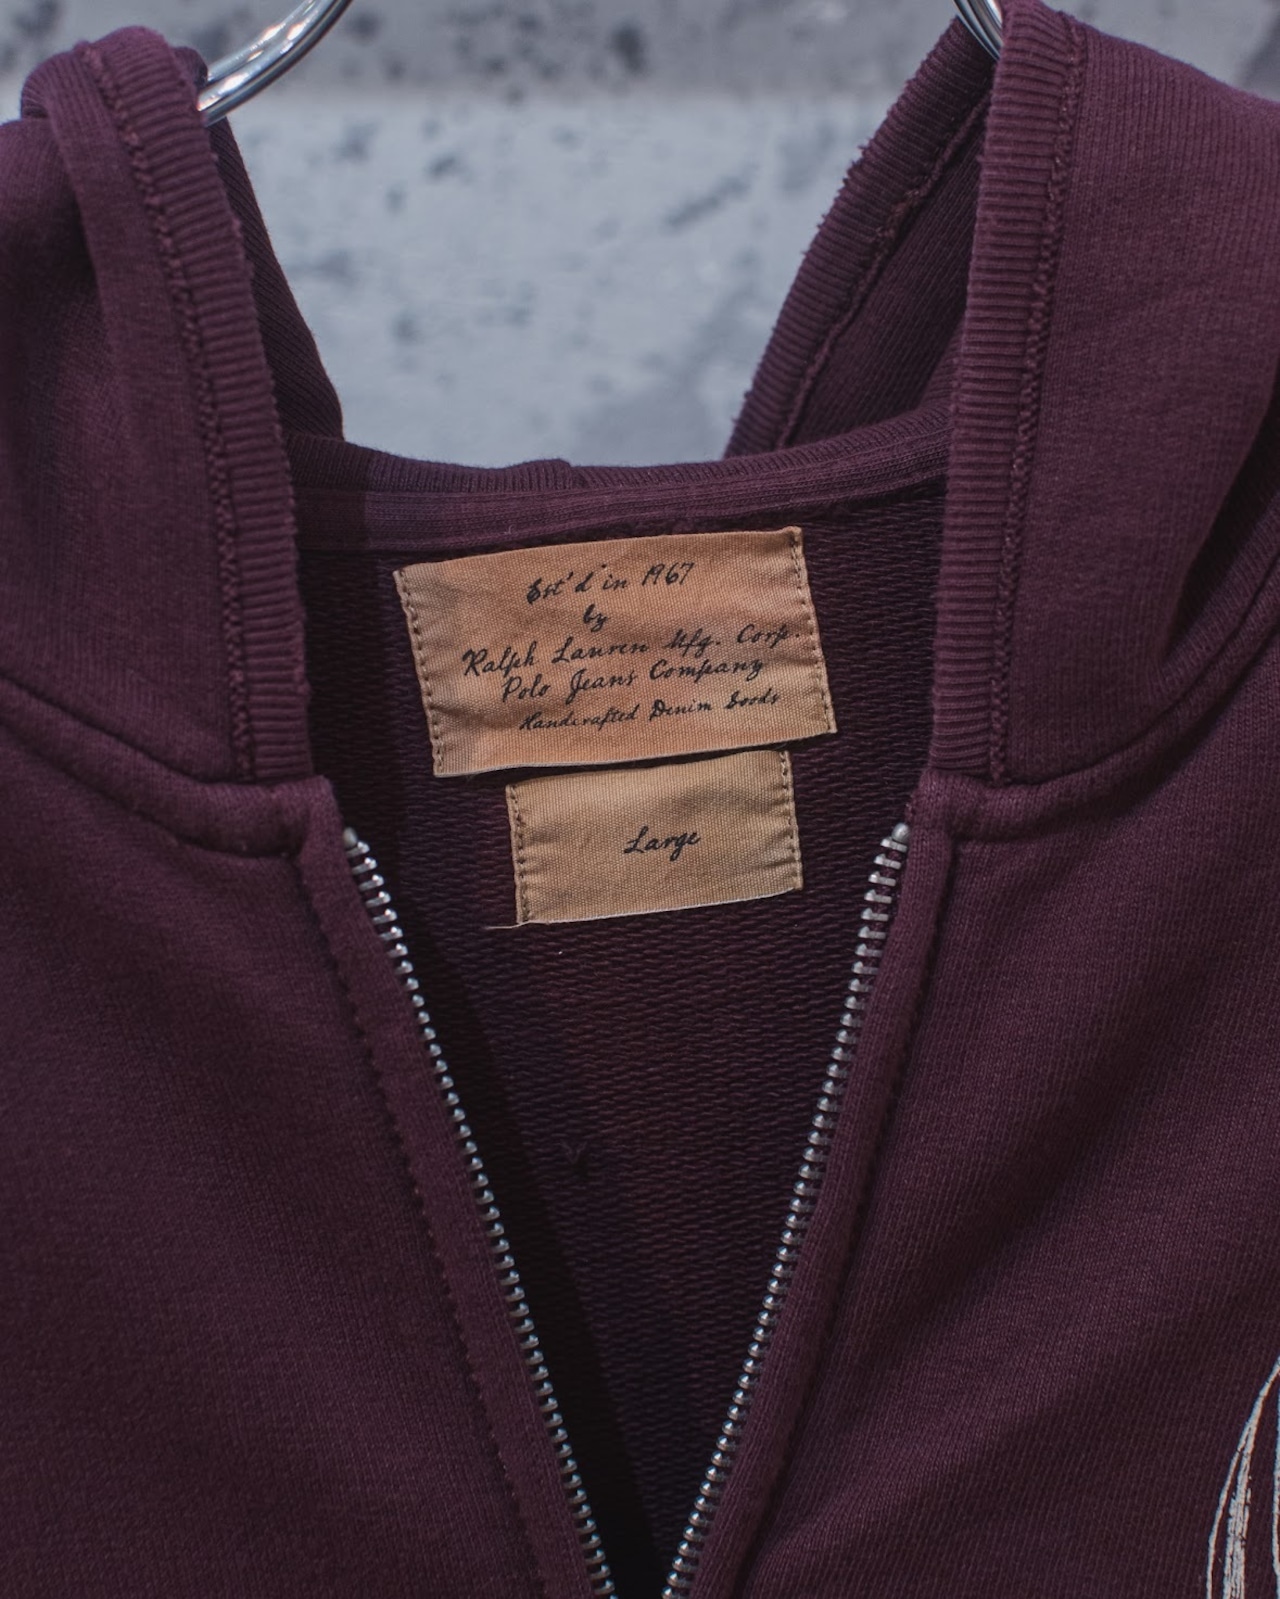 Est'd in 1967
by
Ralph Lauren Mfg. Corp.
Polo Jeans Company
Handcrafted Denim Goods
Large